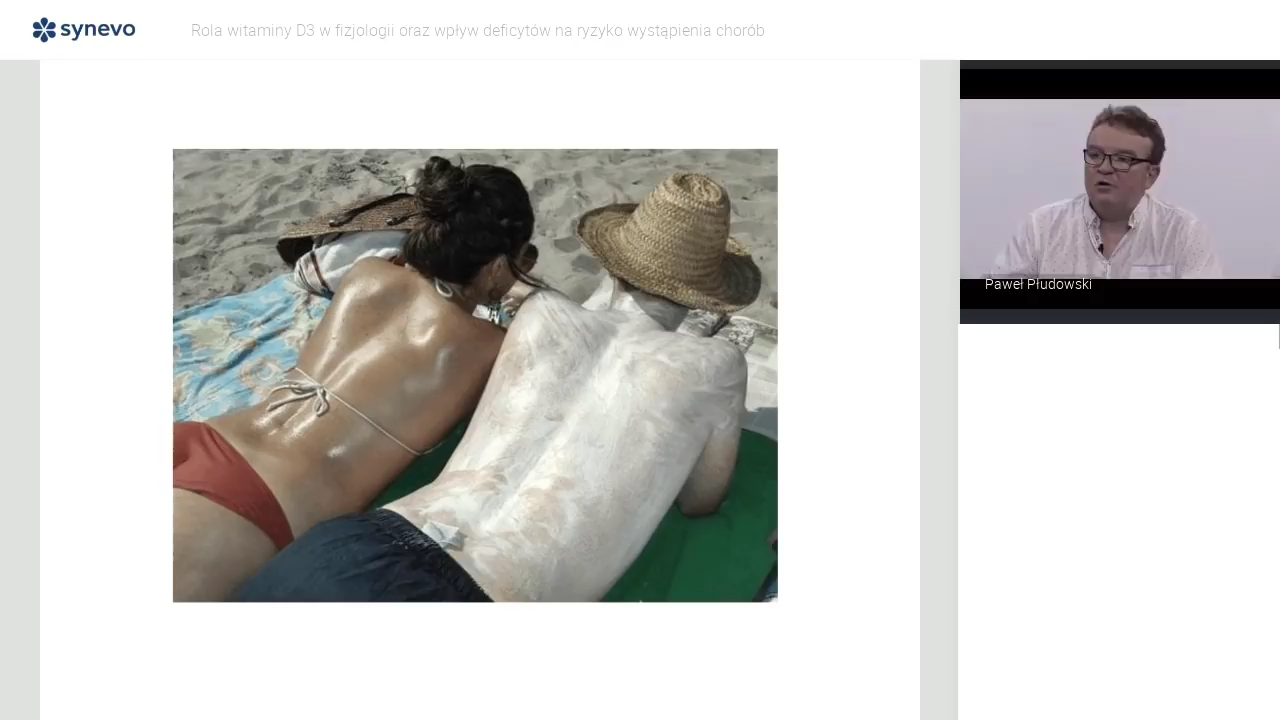 synevo
Rola witaminy D3 w fizjologii oraz wpływ deficytów na ryzyko wystąpienia chorób
Paweł Płudowski